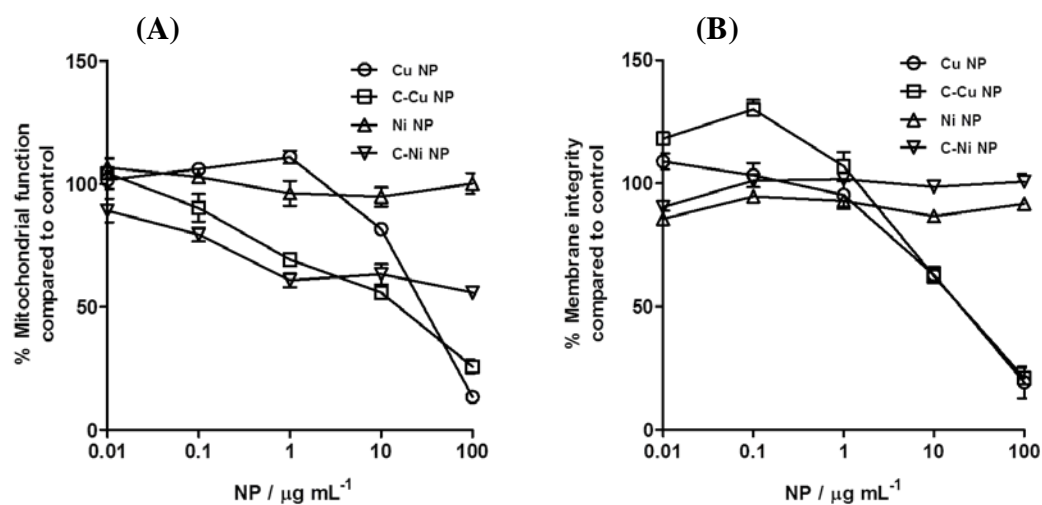 (A)
% Mitochondrial function
compared to control
150
100
50
0
0.01 0.1 1 10 100
NP / μg mL-1
Cu NP
C-Cu NP
Ni NP
C-Ni NP
(B)
% Membrane integrity
compared to control
150
100
50
0
0.01 0.1 1 10 100
NP / μg mL-1
Cu NP
C-Cu NP
Ni NP
C-Ni NP